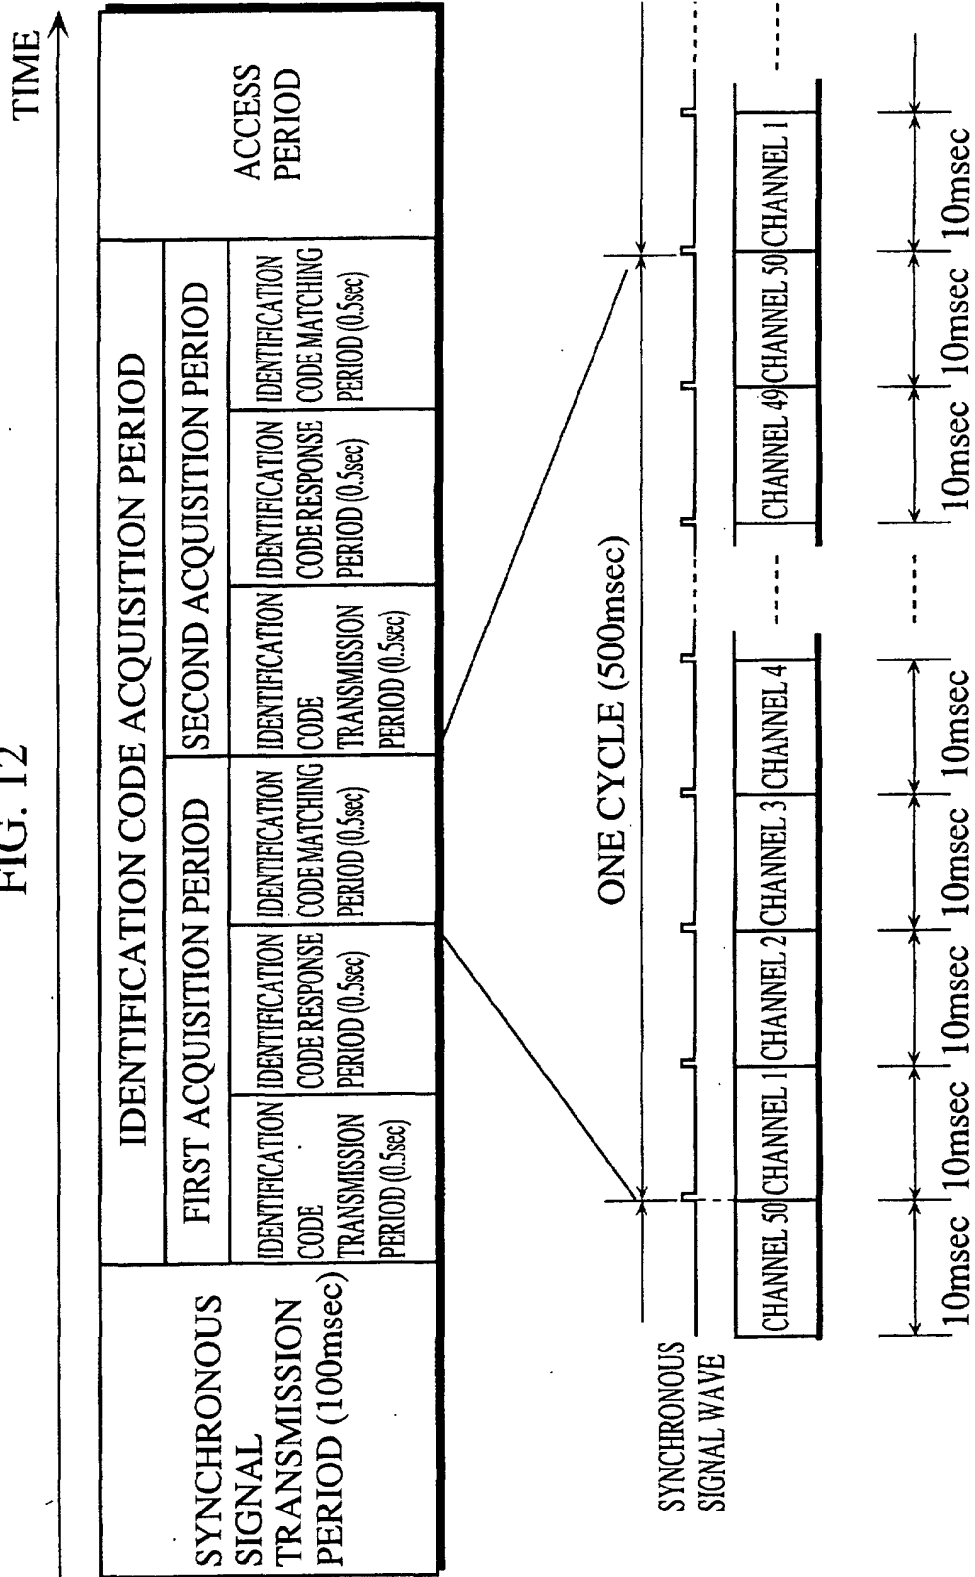 FIG. 12
TIME
SYNCHRONOUS
SIGNAL
TRANSMISSION
PERIOD (100msec)
IDENTIFICATION CODE ACQUISITION PERIOD
FIRST ACQUISITION PERIOD
SECOND ACQUISITION PERIOD
IDENTIFICATION
CODE
TRANSMISSION
PERIOD (0.5sec)
IDENTIFICATION
CODE RESPONSE
PERIOD (0.5sec)
IDENTIFICATION
CODE MATCHING
PERIOD (0.5sec)
IDENTIFICATION
CODE
TRANSMISSION
PERIOD (0.5sec)
IDENTIFICATION
CODE RESPONSE
PERIOD (0.5sec)
IDENTIFICATION
CODE MATCHING
PERIOD (0.5sec)
ACCESS
PERIOD
ONE CYCLE (500msec)
SYNCHRONOUS
SIGNAL WAVE
CHANNEL 50
CHANNEL 1
CHANNEL 2
CHANNEL 3
CHANNEL 4
CHANNEL 49
CHANNEL 50
CHANNEL 1
10msec
10msec
10msec
10msec
10msec
10msec
10msec
10msec